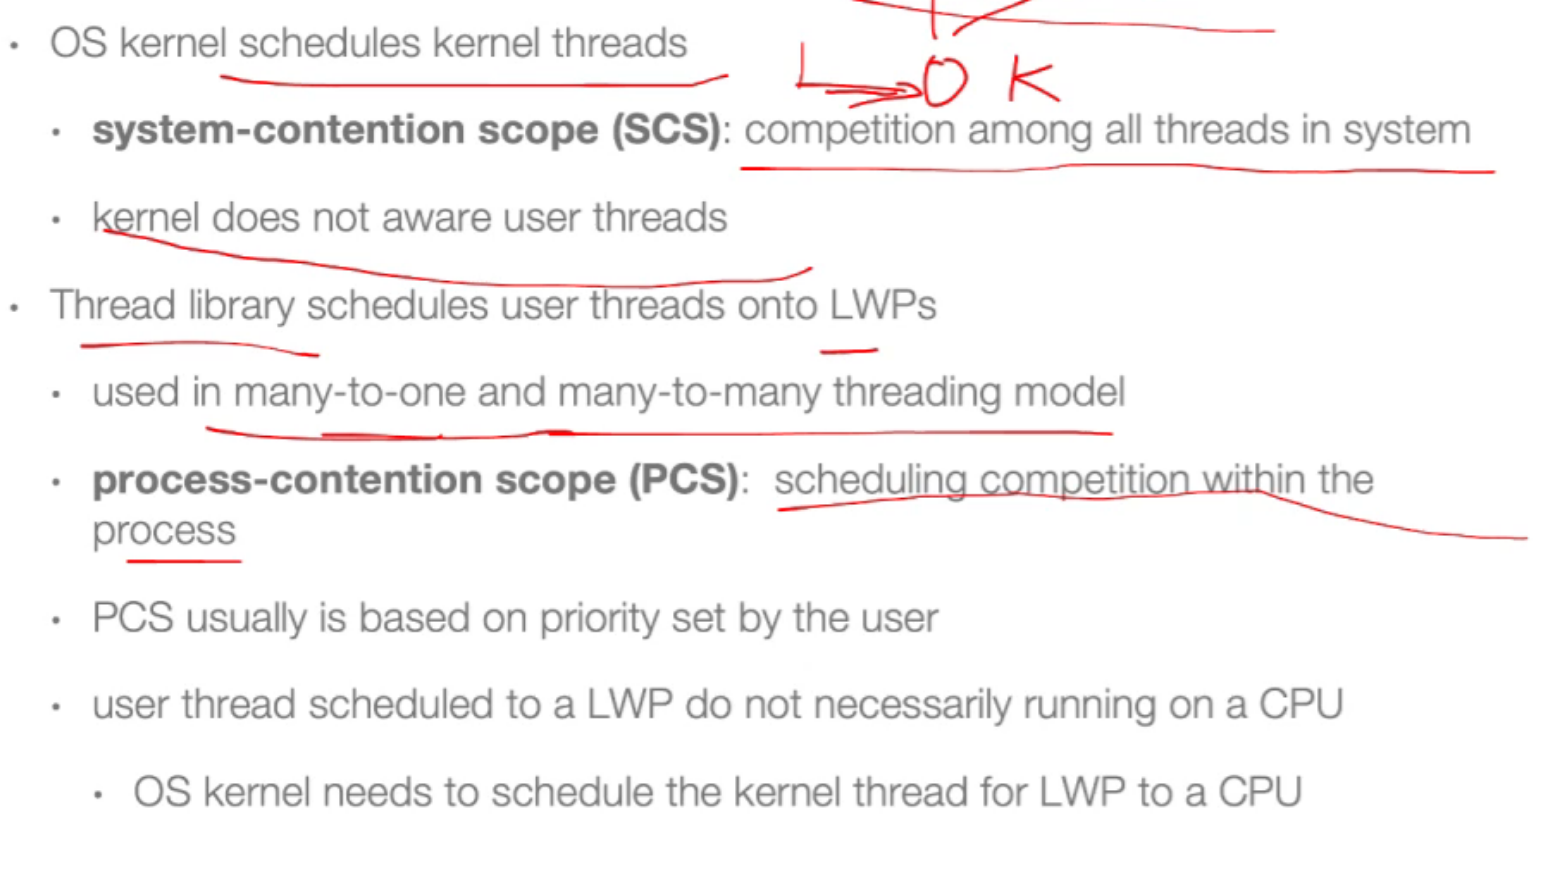 • OS kernel schedules kernel threads
L O K
• system-contention scope (SCS): competition among all threads in system
• kernel does not aware user threads
• Thread library schedules user threads onto LWPs
• used in many-to-one and many-to-many threading model
• process-contention scope (PCS): scheduling competition within the
process
• PCS usually is based on priority set by the user
• user thread scheduled to a LWP do not necessarily running on a CPU
• OS kernel needs to schedule the kernel thread for LWP to a CPU